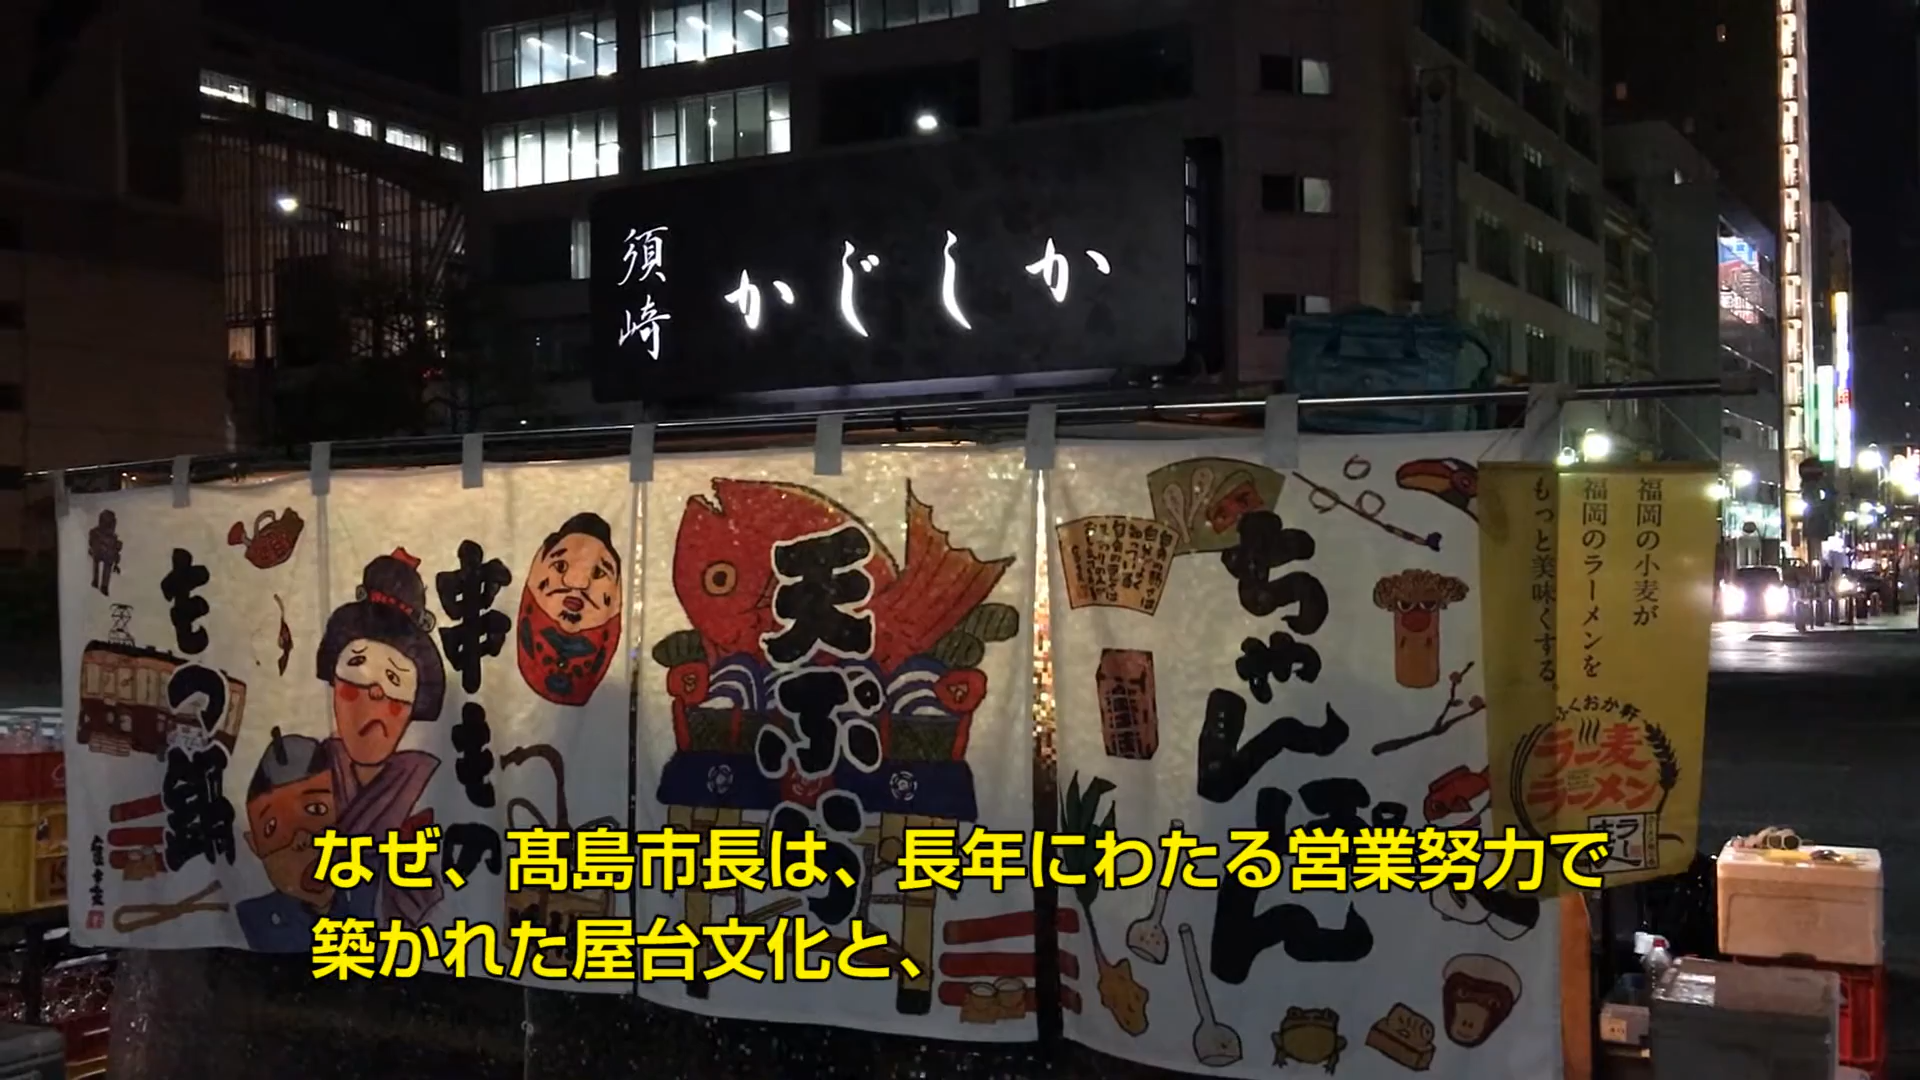 須崎
かじしか
もつ鍋
串もの
天ぷら
ちゃんぽん
福岡の小麦が
福岡のラーメンを
もっと美味くする。
ふくおか軒
ラー麦
ラーメン
なぜ、髙島市長は、長年にわたる営業努力で
築かれた屋台文化と、